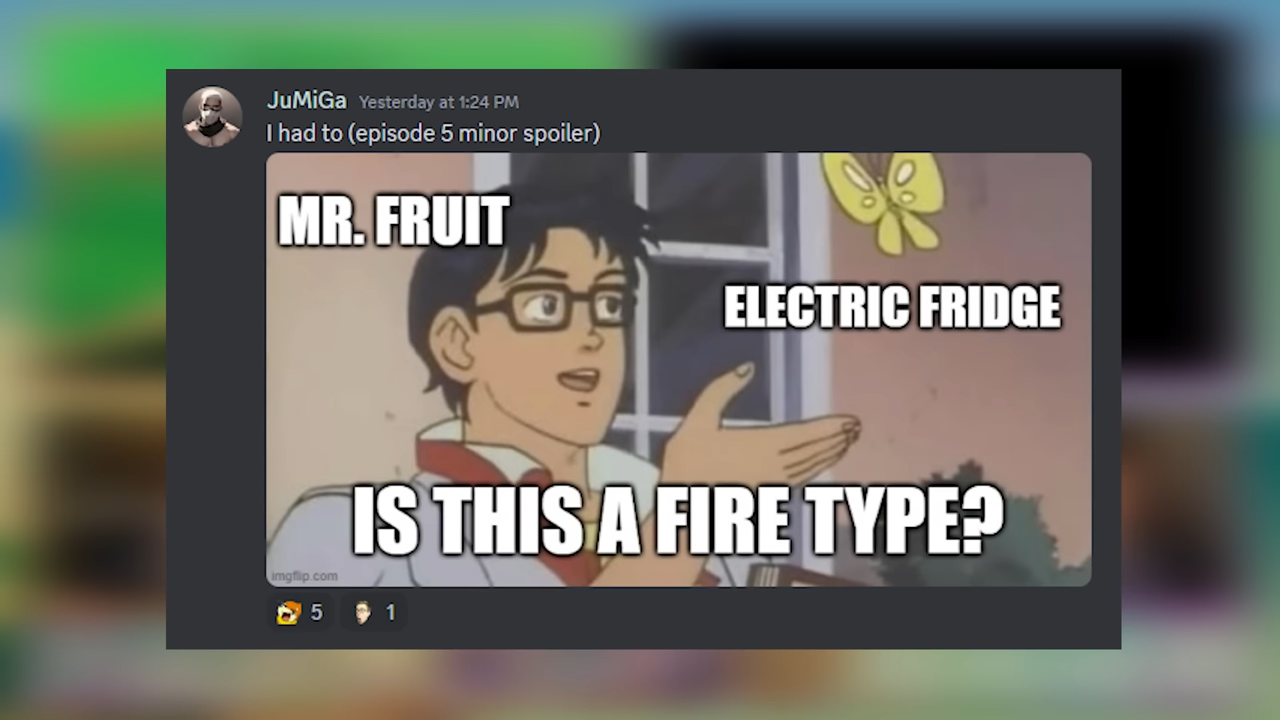 JuMiGa Yesterday at 1:24 PM
I had to (episode 5 minor spoiler)
MR. FRUIT
ELECTRIC FRIDGE
IS THIS A FIRE TYPE?
imgflip.com
5 1